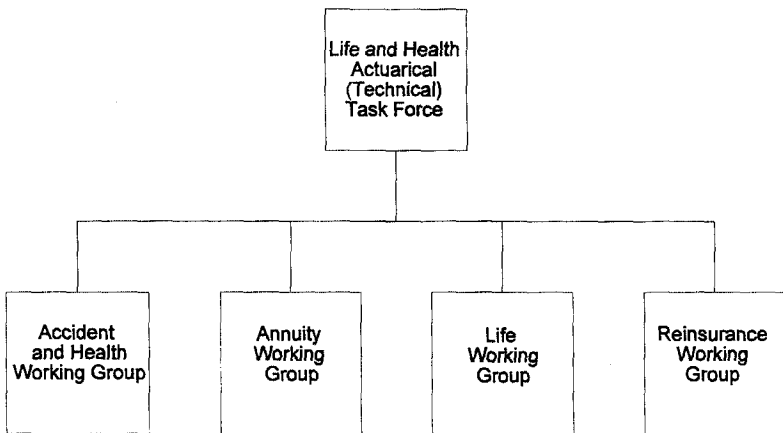 Life and Health
Actuarical
(Technical)
Task Force
Accident
and Health
Working Group
Annuity
Working
Group
Life
Working
Group
Reinsurance
Working
Group